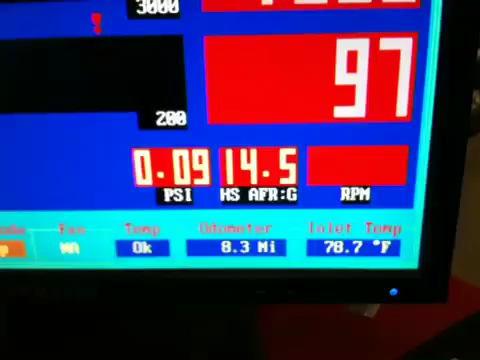 3000
97
200
0.09 14.5
PSI HS AFR:G RPM
Fan Temp Odometer Inlet Temp
NA Ok 8.3 Mi 78.7 °F